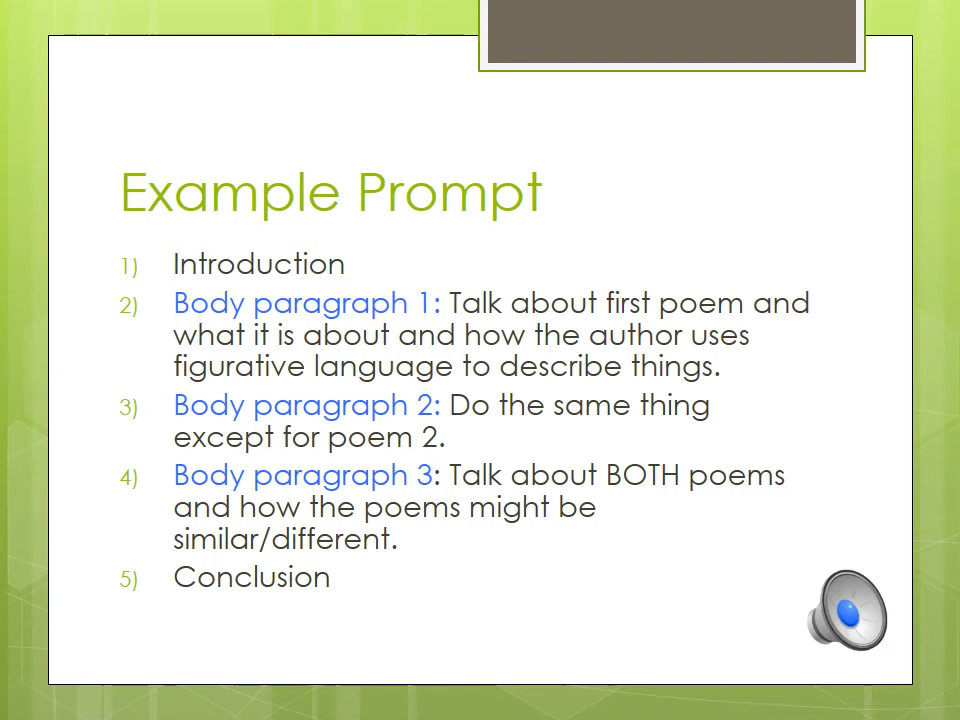 Example Prompt
1) Introduction
2) Body paragraph 1: Talk about first poem and
what it is about and how the author uses
figurative language to describe things.
3) Body paragraph 2: Do the same thing
except for poem 2.
4) Body paragraph 3: Talk about BOTH poems
and how the poems might be
similar/different.
5) Conclusion